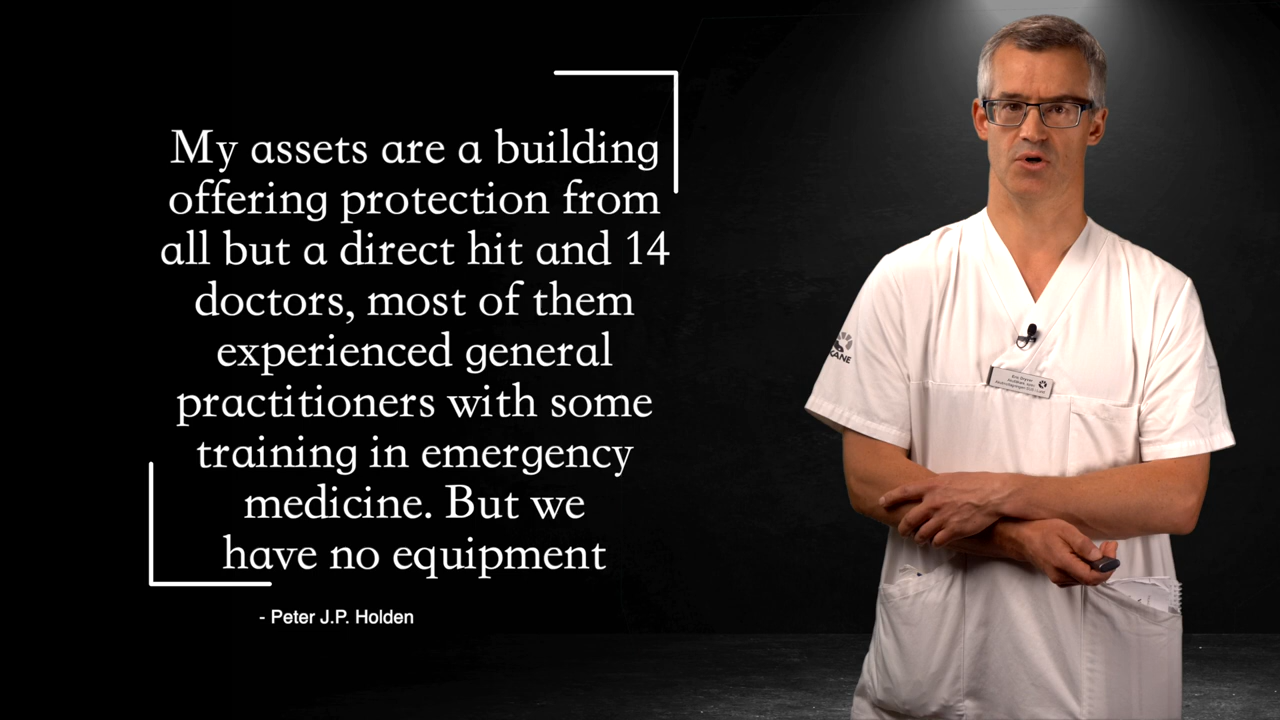 My assets are a building
offering protection from
all but a direct hit and 14
doctors, most of them
experienced general
practitioners with some
training in emergency
medicine. But we
have no equipment
- Peter J.P. Holden